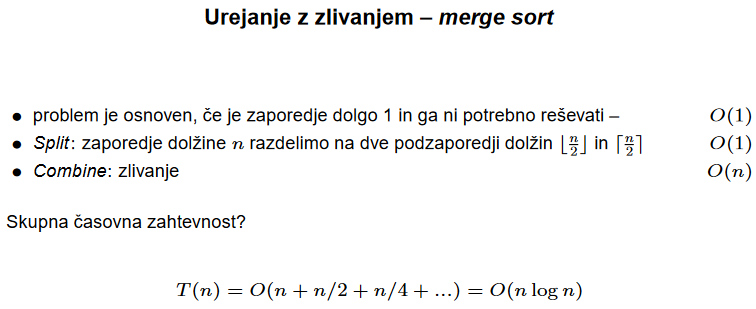 Urejanje z zlivanjem – merge sort
● problem je osnoven, če je zaporedje dolgo 1 in ga ni potrebno reševati – O(1)
● Split: zaporedje dolžine n razdelimo na dve podzaporedji dolžin ⌊n/2⌋ in ⌈n/2⌉ O(1)
● Combine: zlivanje O(n)
Skupna časovna zahtevnost?
T(n) = O(n + n/2 + n/4 + ...) = O(n log n)